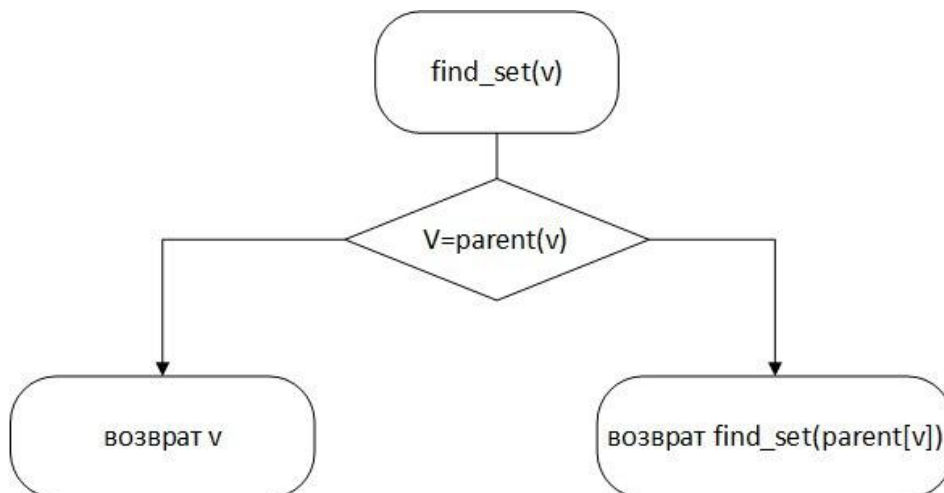 find_set(v)
V=parent(v)
возврат v
возврат find_set(parent[v])